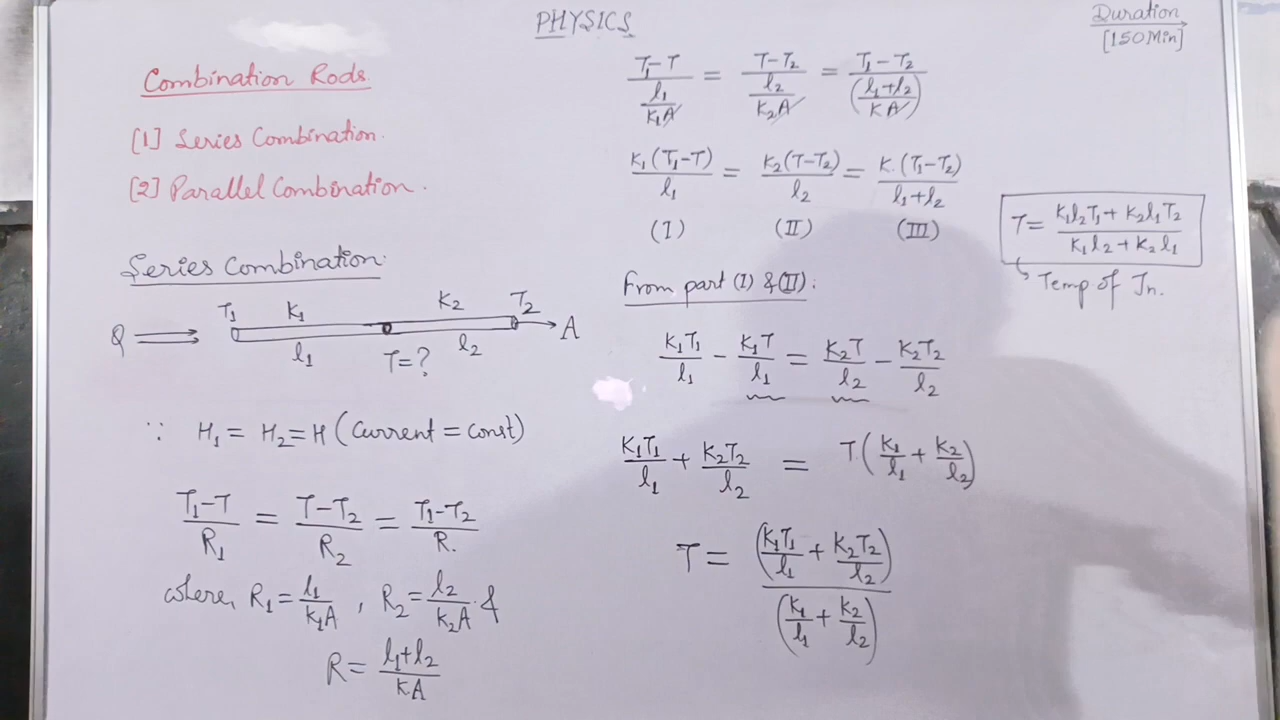 PHYSICS
Duration
[150 Min]
Combination Rods.
[1] Series Combination.
[2] Parallel Combination.
Series Combination:
T₁ K₁ K₂ T₂
Q l₁ T=? l₂ A
∵ H₁ = H₂ = H (Current = const)
(T₁-T)/R₁ = (T-T₂)/R₂ = (T₁-T₂)/R.
where, R₁ = l₁/(K₁A) , R₂ = l₂/(K₂A) &
R = (l₁+l₂)/(KA)
(T₁-T)/(l₁/(K₁A)) = (T-T₂)/(l₂/(K₂A)) = (T₁-T₂)/((l₁+l₂)/(KA))
K₁(T₁-T)/l₁ = K₂(T-T₂)/l₂ = K.(T₁-T₂)/(l₁+l₂)
(I) (II) (III)
From part (I) & (II):
K₁T₁/l₁ - K₁T/l₁ = K₂T/l₂ - K₂T₂/l₂
K₁T₁/l₁ + K₂T₂/l₂ = T.(K₁/l₁ + K₂/l₂)
T = (K₁T₁/l₁ + K₂T₂/l₂)/(K₁/l₁ + K₂/l₂)
T = (K₁l₂T₁ + K₂l₁T₂)/(K₁l₂ + K₂l₁)
Temp of Jn.